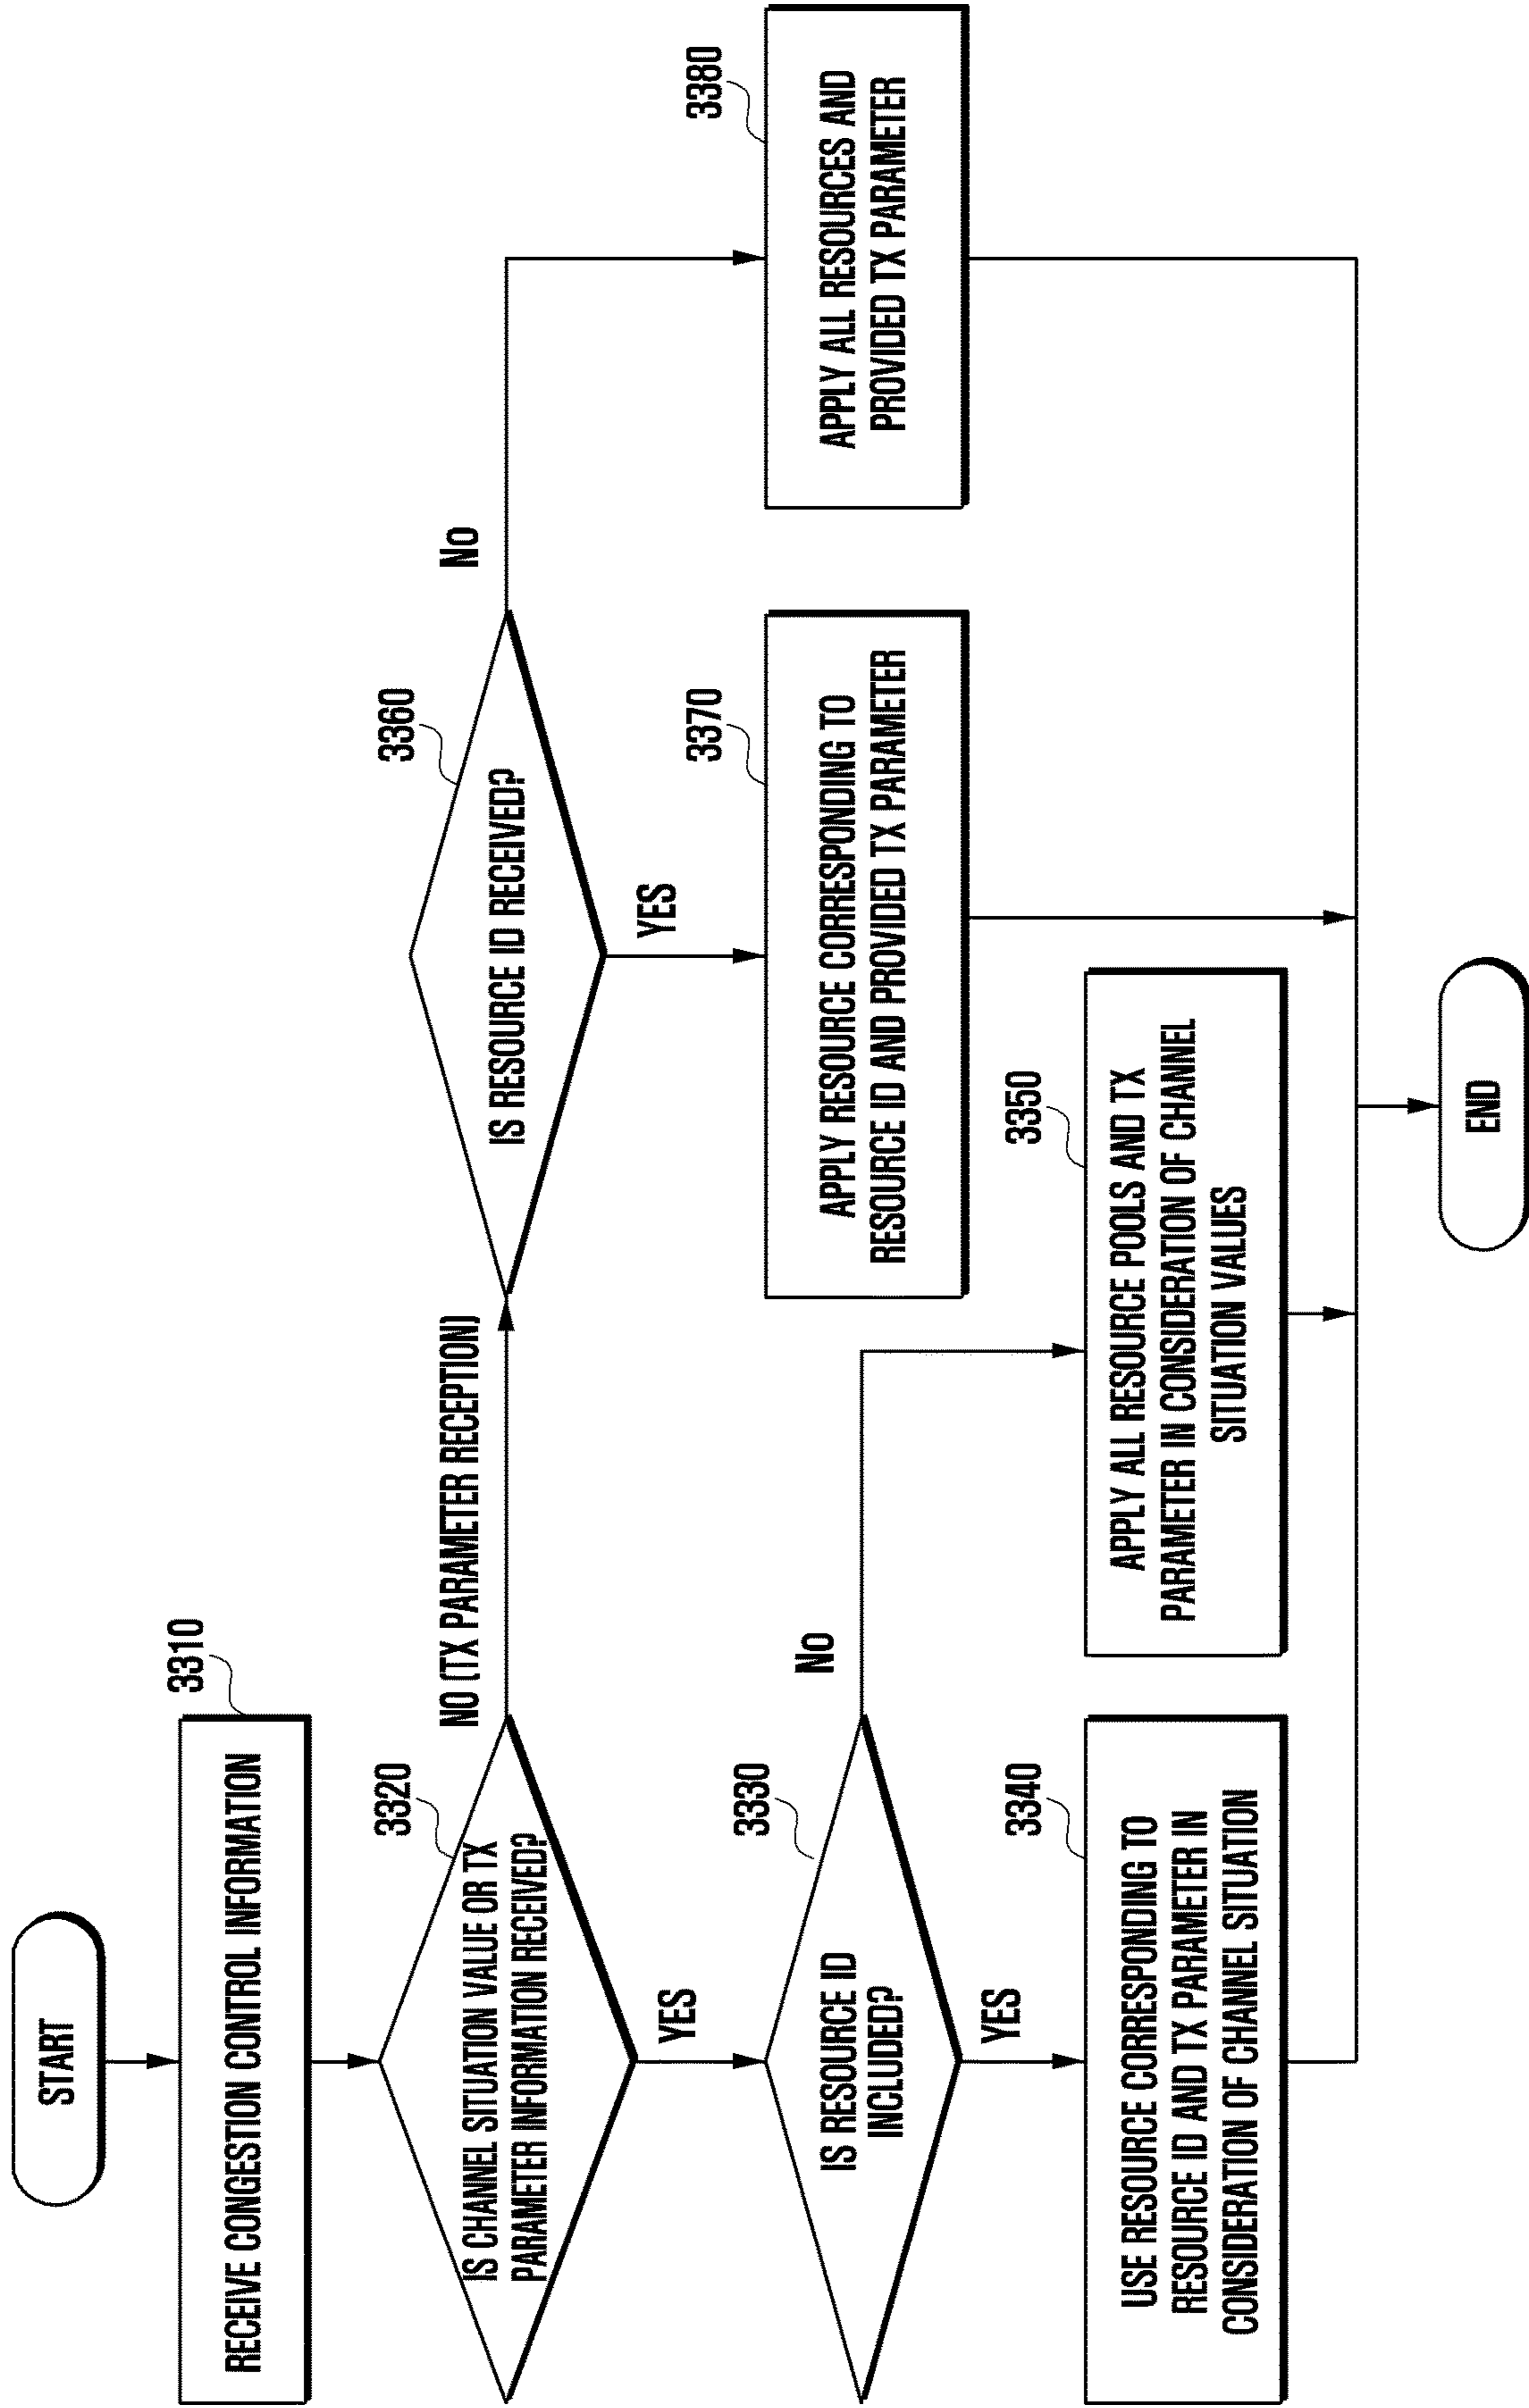 START
3310
RECEIVE CONGESTION CONTROL INFORMATION
3320
IS CHANNEL SITUATION VALUE OR TX
PARAMETER INFORMATION RECEIVED?
NO (TX PARAMETER RECEPTION)
YES
3330
IS RESOURCE ID
INCLUDED?
No
YES
3340
USE RESOURCE CORRESPONDING TO
RESOURCE ID AND TX PARAMETER IN
CONSIDERATION OF CHANNEL SITUATION
3350
APPLY ALL RESOURCE POOLS AND TX
PARAMETER IN CONSIDERATION OF CHANNEL
SITUATION VALUES
3360
IS RESOURCE ID RECEIVED?
No
YES
3370
APPLY RESOURCE CORRESPONDING TO
RESOURCE ID AND PROVIDED TX PARAMETER
3380
APPLY ALL RESOURCES AND
PROVIDED TX PARAMETER
END